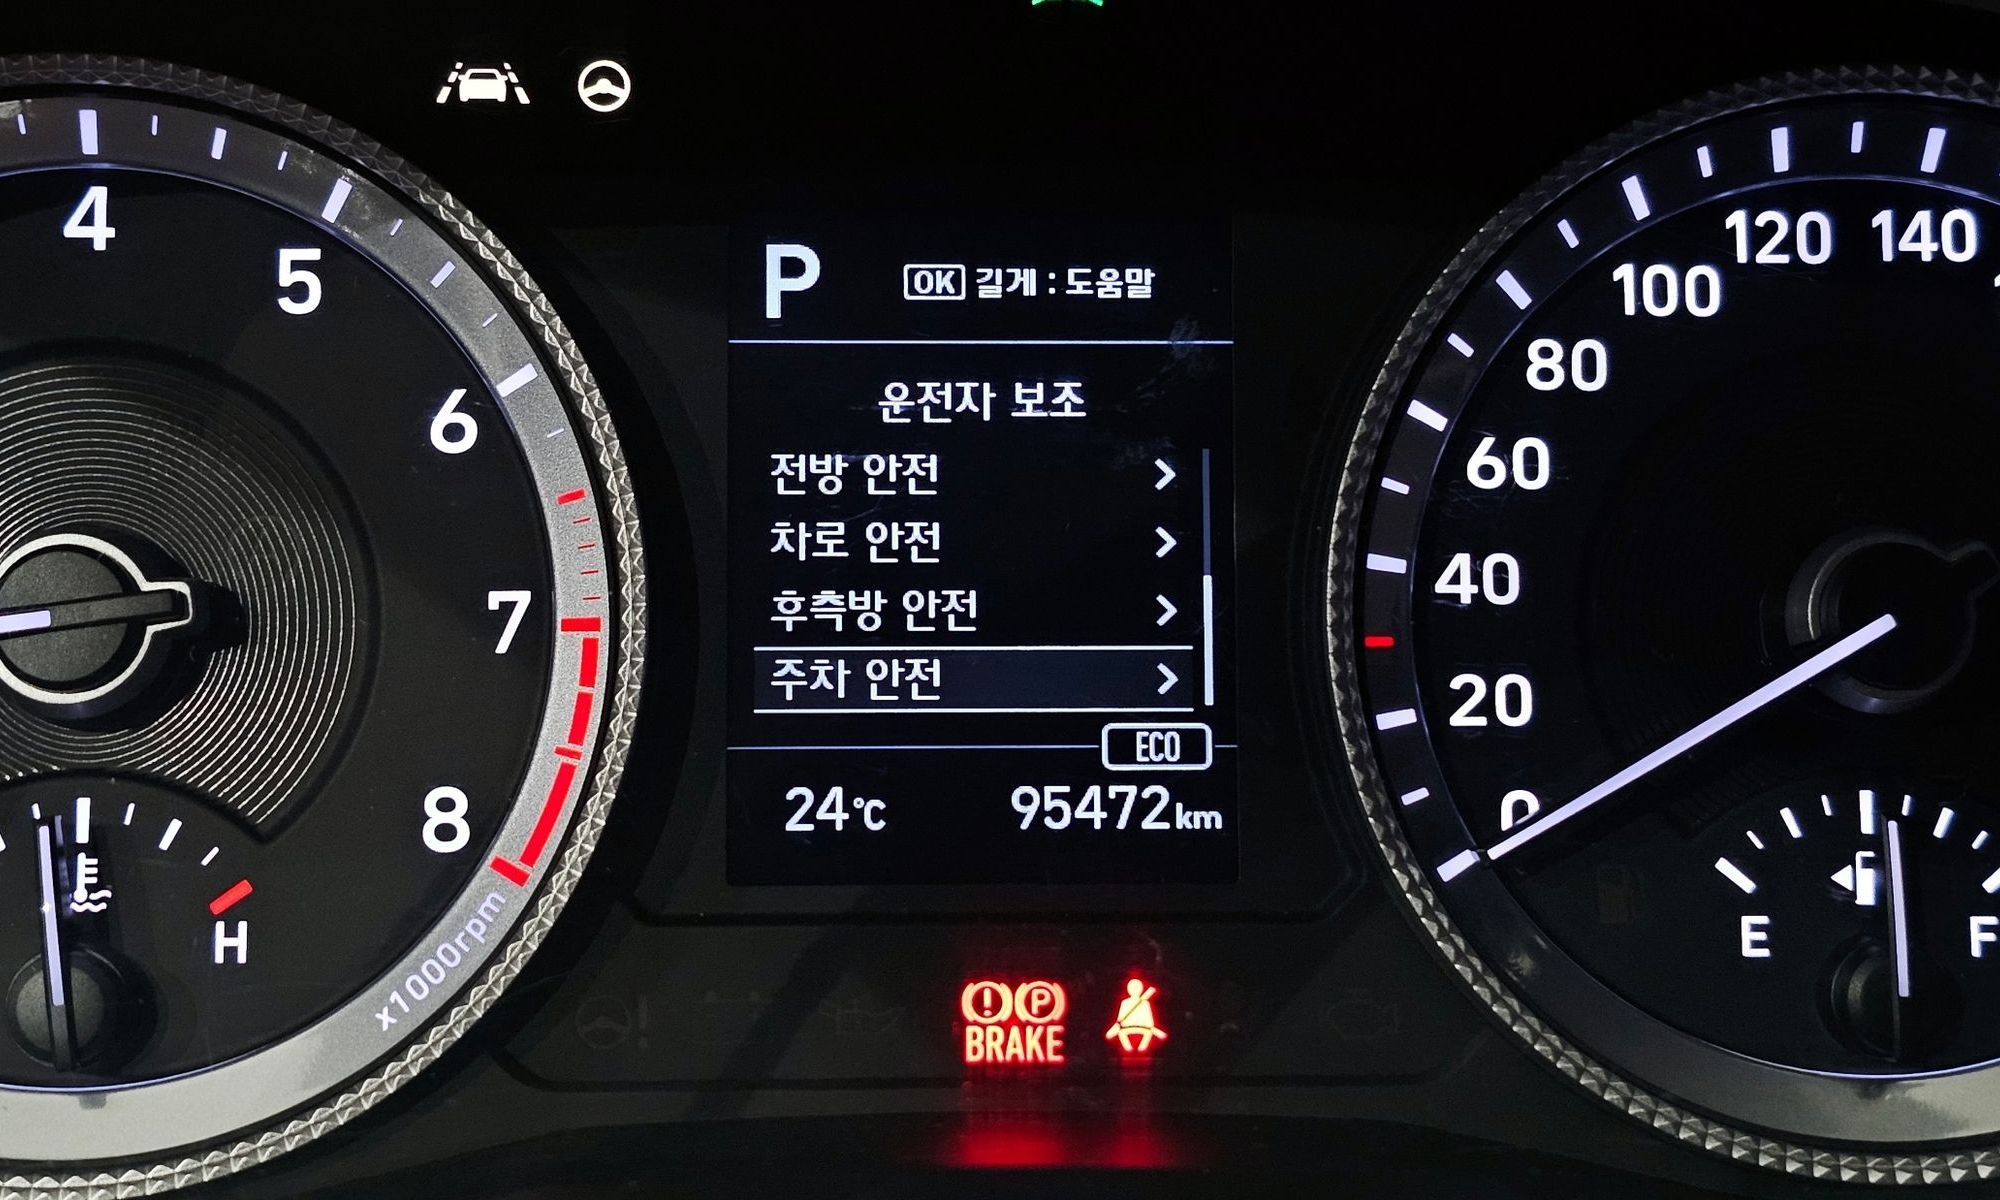 4
5
6
7
8
H
x1000rpm
P
OK 길게 : 도움말
운전자 보조
전방 안전
차로 안전
후측방 안전
주차 안전
ECO
24℃ 95472km
! P
BRAKE
140
120
100
80
60
40
20
0
E
F